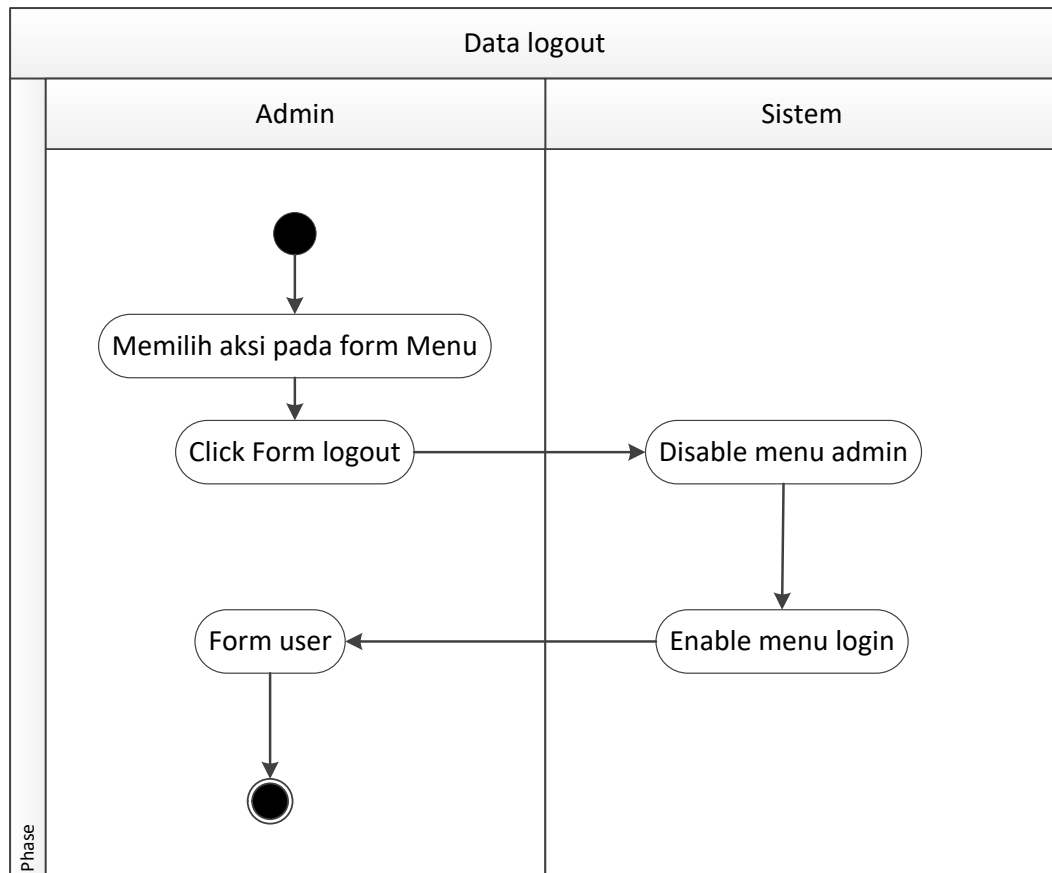 Data logout
Admin
Sistem
Memilih aksi pada form Menu
Click Form logout
Disable menu admin
Form user
Enable menu login
Phase